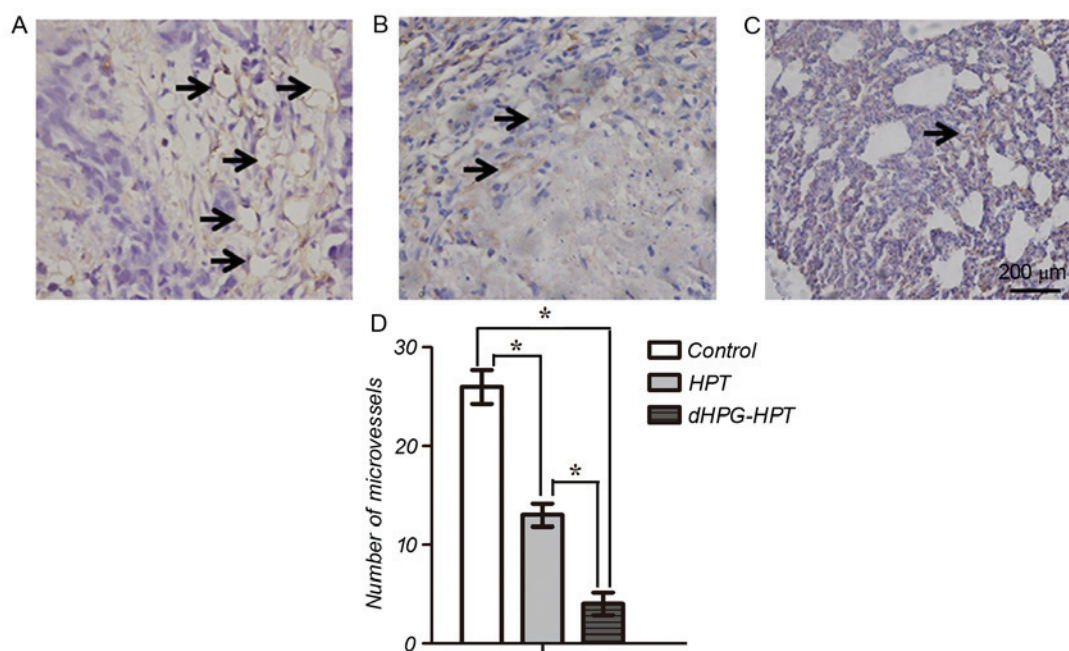 A
B
C
200 μm
D
Number of microvessels
30
20
10
0
*
*
*
Control
HPT
dHPG-HPT